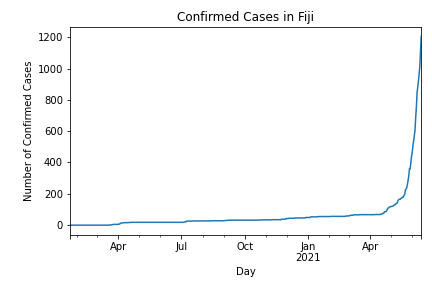 Confirmed Cases in Fiji
1200
1000
800
600
400
200
0
Number of Confirmed Cases
Apr Jul Oct Jan Apr
2021
Day